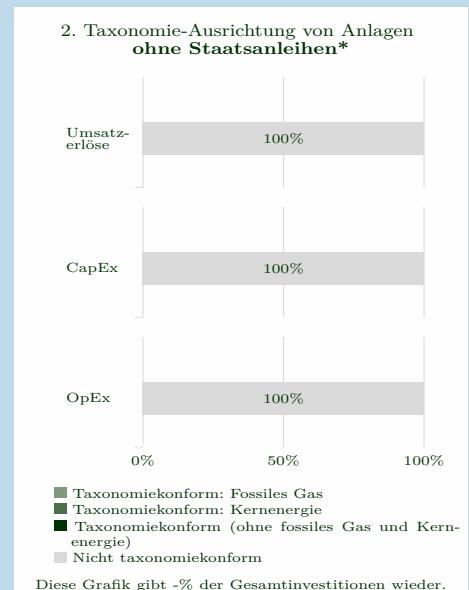 2. Taxonomie-Ausrichtung von Anlagen
ohne Staatsanleihen*
Umsatz-
erlöse
100%
CapEx
100%
OpEx
100%
0%
50%
100%
Taxonomiekonform: Fossiles Gas
Taxonomiekonform: Kernenergie
Taxonomiekonform (ohne fossiles Gas und Kern-
energie)
Nicht taxonomiekonform
Diese Grafik gibt -% der Gesamtinvestitionen wieder.